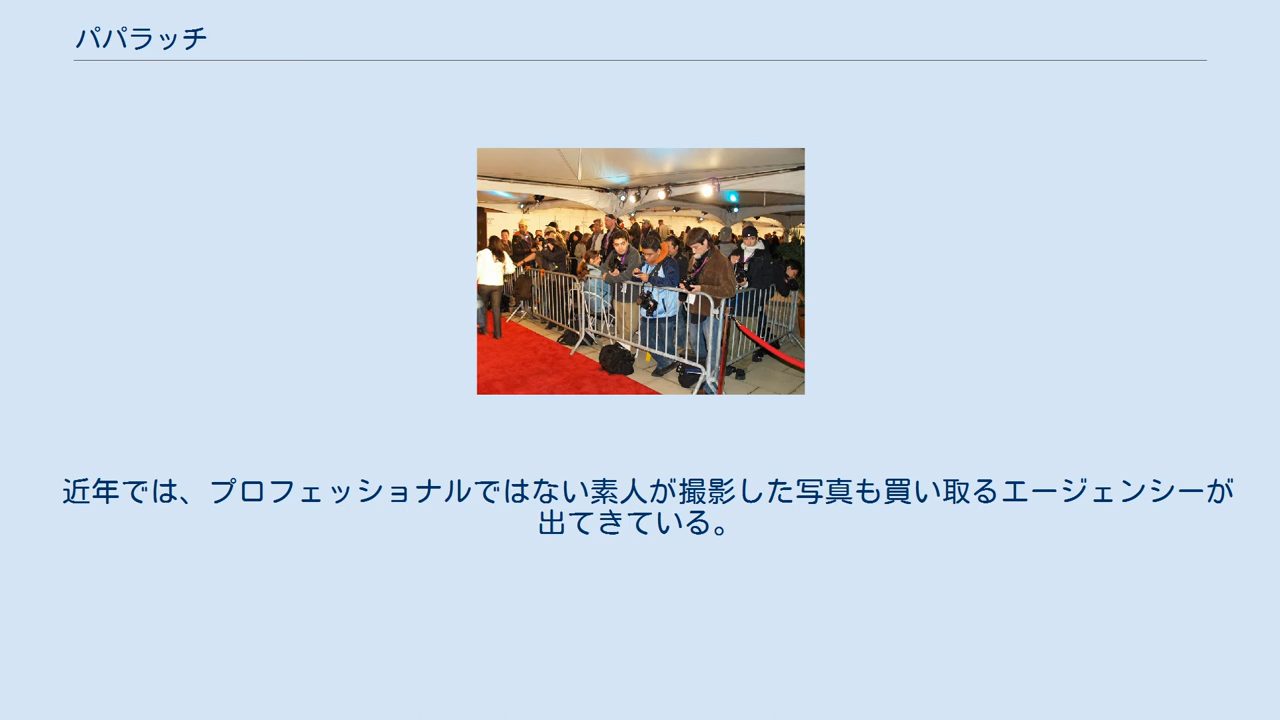 パパラッチ
近年では、プロフェッショナルではない素人が撮影した写真も買い取るエージェンシーが
出てきている。